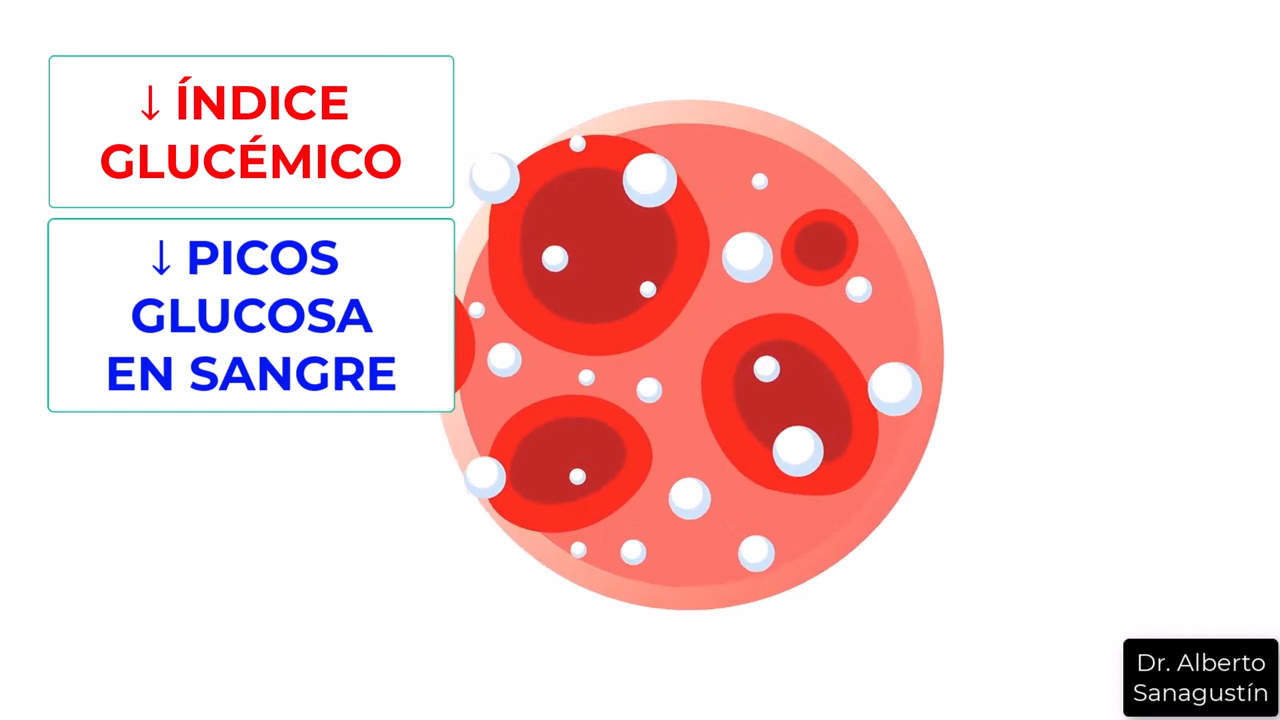 ↓ ÍNDICE
GLUCÉMICO
↓ PICOS
GLUCOSA
EN SANGRE
Dr. Alberto
Sanagustín